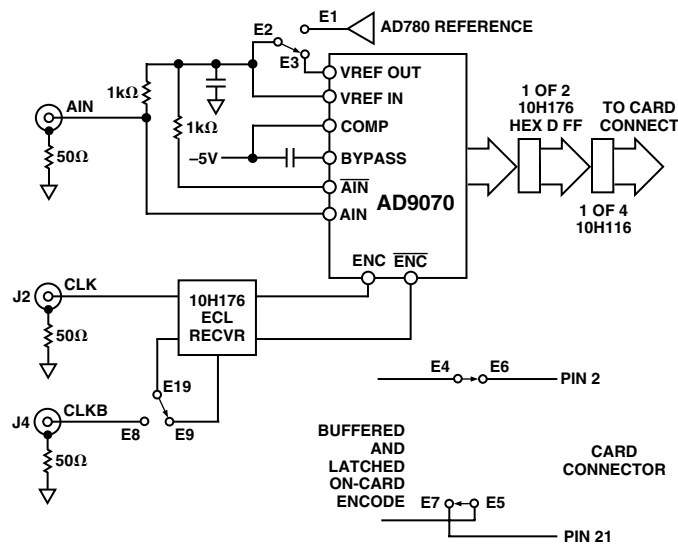 E1
AD780 REFERENCE
E2
E3
VREF OUT
1kΩ
VREF IN
AIN
1kΩ
COMP
50Ω
–5V
BYPASS
A̅I̅N̅
AD9070
AIN
1 OF 2
10H176
HEX D FF
TO CARD
CONNECT
1 OF 4
10H116
ENC
E̅N̅C̅
J2
CLK
10H176
ECL
RECVR
50Ω
E19
J4
CLKB
E8
E9
50Ω
E4
E6
PIN 2
BUFFERED
AND
LATCHED
ON-CARD
ENCODE
CARD
CONNECTOR
E7
E5
PIN 21